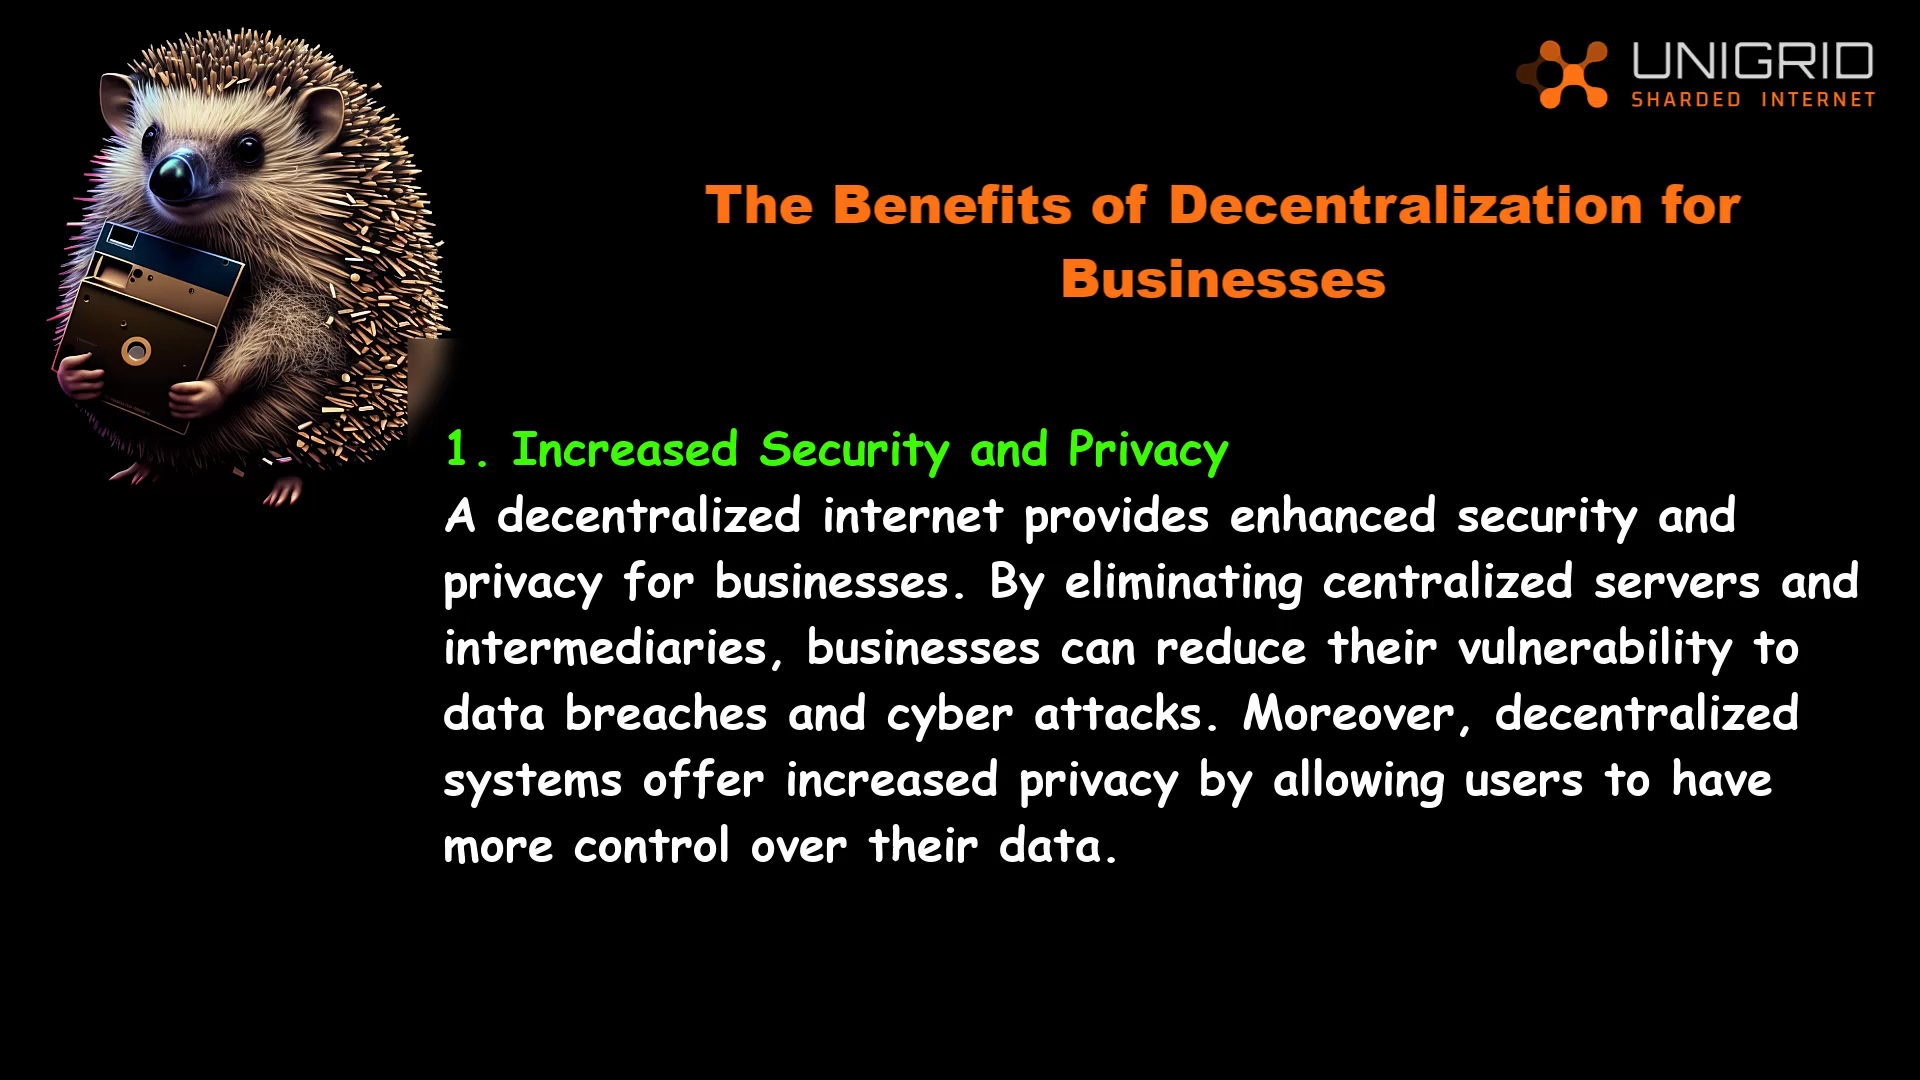 UNIGRID
SHARDED INTERNET
The Benefits of Decentralization for
Businesses
1. Increased Security and Privacy
A decentralized internet provides enhanced security and
privacy for businesses. By eliminating centralized servers and
intermediaries, businesses can reduce their vulnerability to
data breaches and cyber attacks. Moreover, decentralized
systems offer increased privacy by allowing users to have
more control over their data.